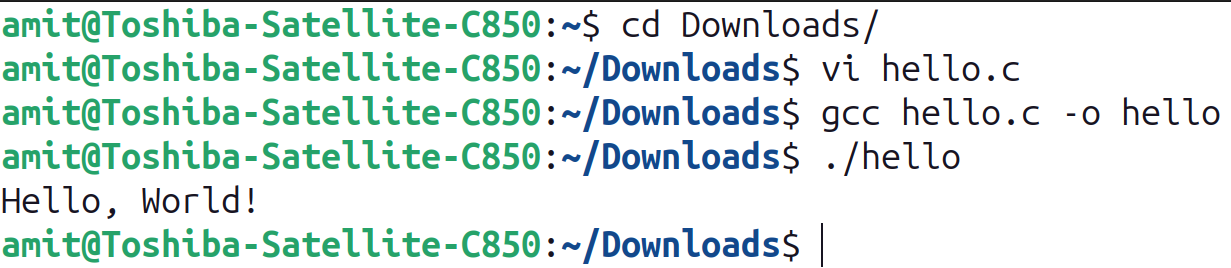 amit@Toshiba-Satellite-C850:~$ cd Downloads/
amit@Toshiba-Satellite-C850:~/Downloads$ vi hello.c
amit@Toshiba-Satellite-C850:~/Downloads$ gcc hello.c -o hello
amit@Toshiba-Satellite-C850:~/Downloads$ ./hello
Hello, World!
amit@Toshiba-Satellite-C850:~/Downloads$